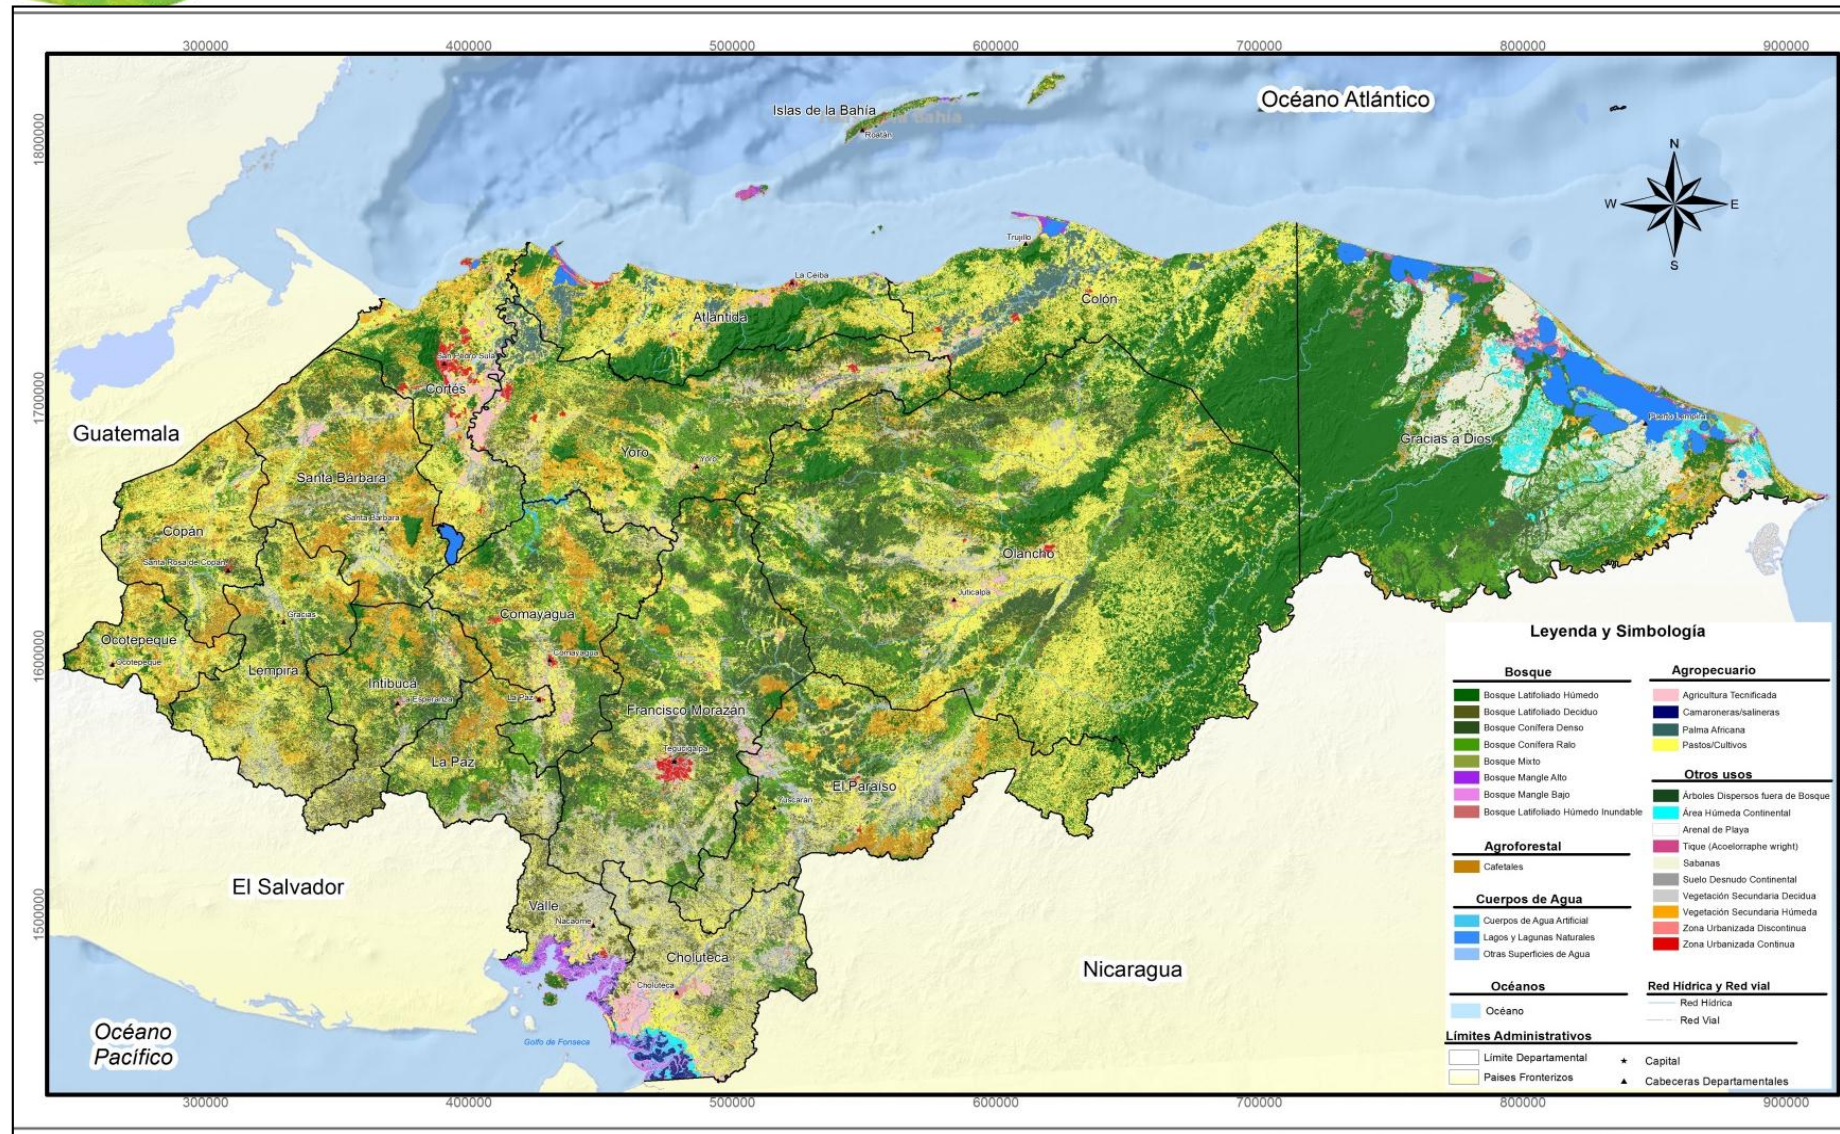 300000 400000 500000 600000 700000 800000 900000
1800000
1700000
1600000
1500000
Océano Atlántico
Islas de la Bahía
Roatán
N
W E
S
Trujillo
La Ceiba
Colón
Atlántida
San Pedro Sula
Cortés
Guatemala
Puerto Lempira
Gracias a Dios
Yoro
Yoro
Santa Bárbara
Santa Bárbara
Copán
Santa Rosa de Copán
Olancho
Juticalpa
Comayagua
Comayagua
Gracias
Ocotepeque
Ocotepeque
Lempira
Intibucá
La Esperanza
La Paz
La Paz
Francisco Morazán
Tegucigalpa
El Paraíso
Yuscarán
El Salvador
Valle
Nacaome
Choluteca
Choluteca
Nicaragua
Golfo de Fonseca
Océano
Pacífico
Leyenda y Simbología
Bosque
Bosque Latifoliado Húmedo
Bosque Latifoliado Deciduo
Bosque Conífera Denso
Bosque Conífera Ralo
Bosque Mixto
Bosque Mangle Alto
Bosque Mangle Bajo
Bosque Latifoliado Húmedo Inundable
Agroforestal
Cafetales
Cuerpos de Agua
Cuerpos de Agua Artificial
Lagos y Lagunas Naturales
Otras Superficies de Agua
Océanos
Océano
Límites Administrativos
Límite Departamental
Paises Fronterizos
Agropecuario
Agricultura Tecnificada
Camaroneras/salineras
Palma Africana
Pastos/Cultivos
Otros usos
Árboles Dispersos fuera de Bosque
Área Húmeda Continental
Arenal de Playa
Tique (Acoelorraphe wright)
Sabanas
Suelo Desnudo Continental
Vegetación Secundaria Decidua
Vegetación Secundaria Húmeda
Zona Urbanizada Discontinua
Zona Urbanizada Continua
Red Hídrica y Red vial
Red Hídrica
Red Vial
Capital
Cabeceras Departamentales
300000 400000 500000 600000 700000 800000 900000